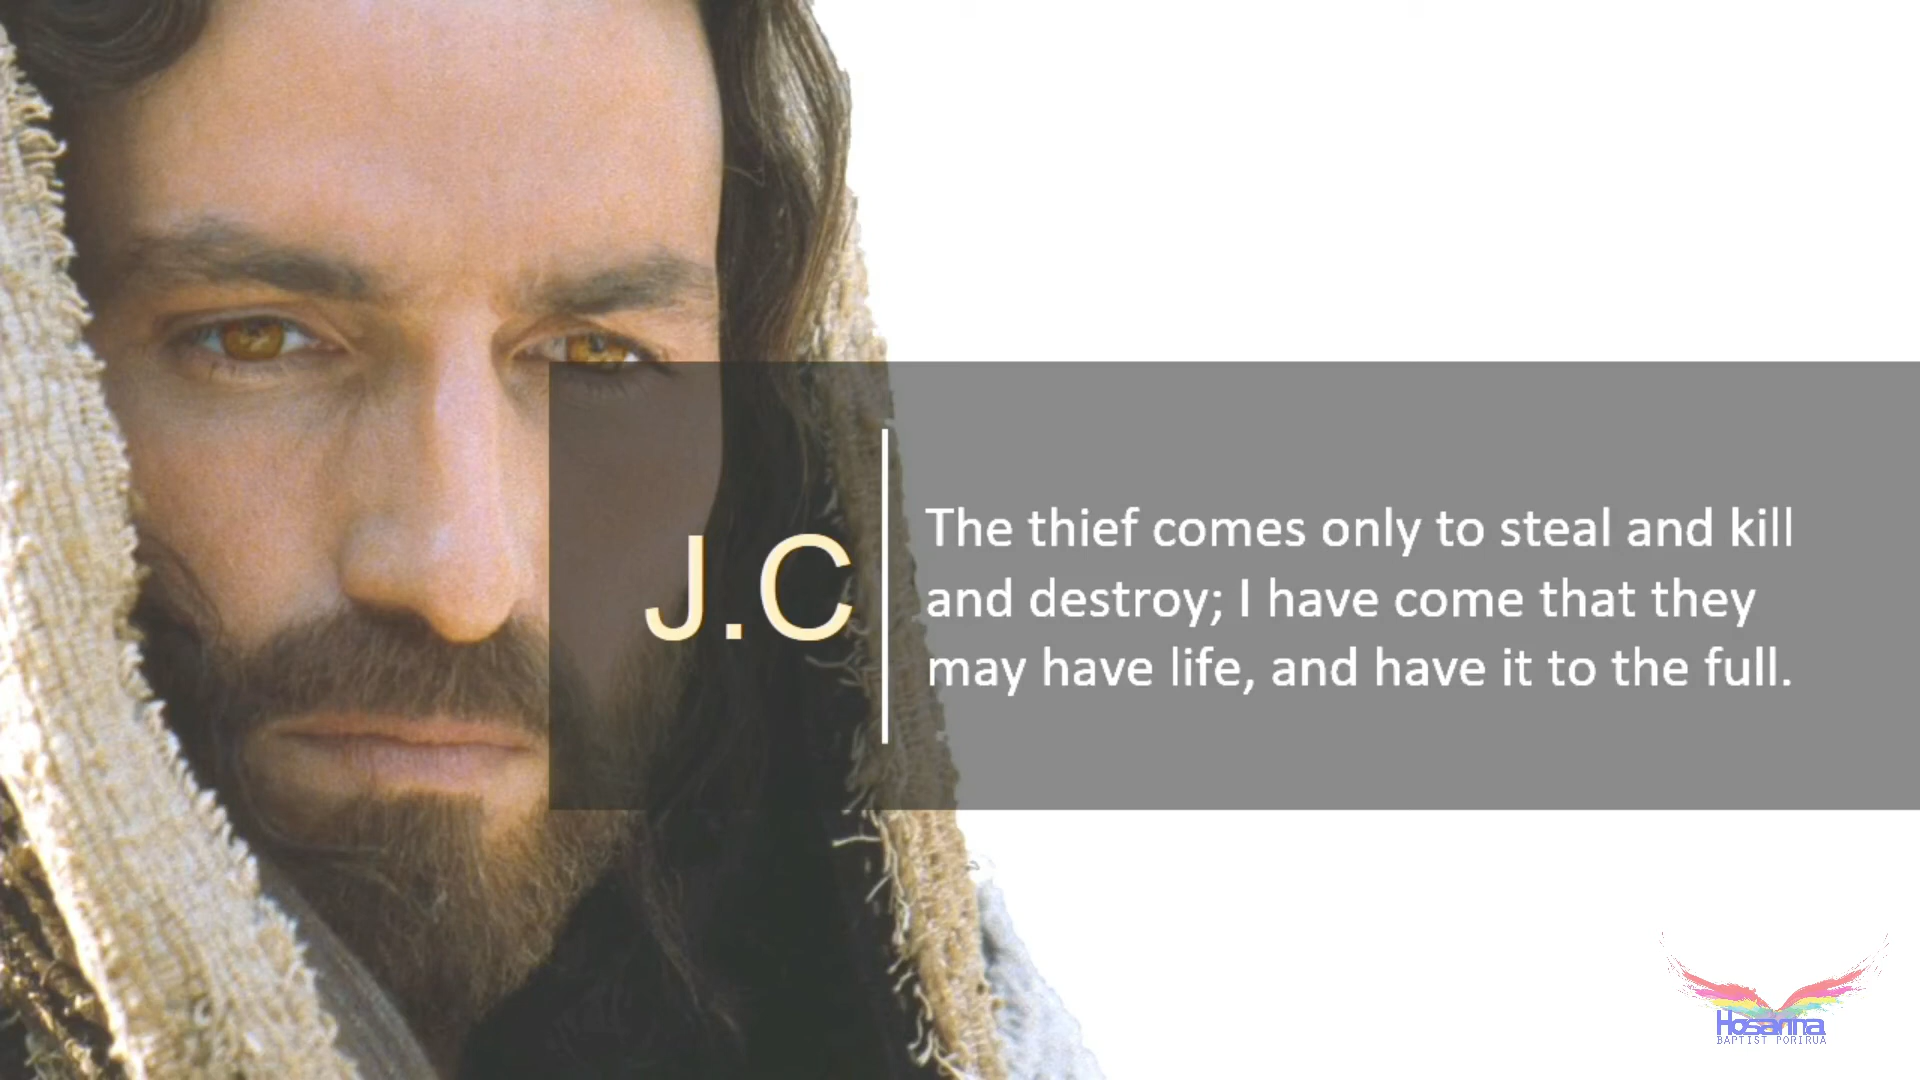 J.C
The thief comes only to steal and kill
and destroy; I have come that they
may have life, and have it to the full.
Hosanna
BAPTIST PORIRUA